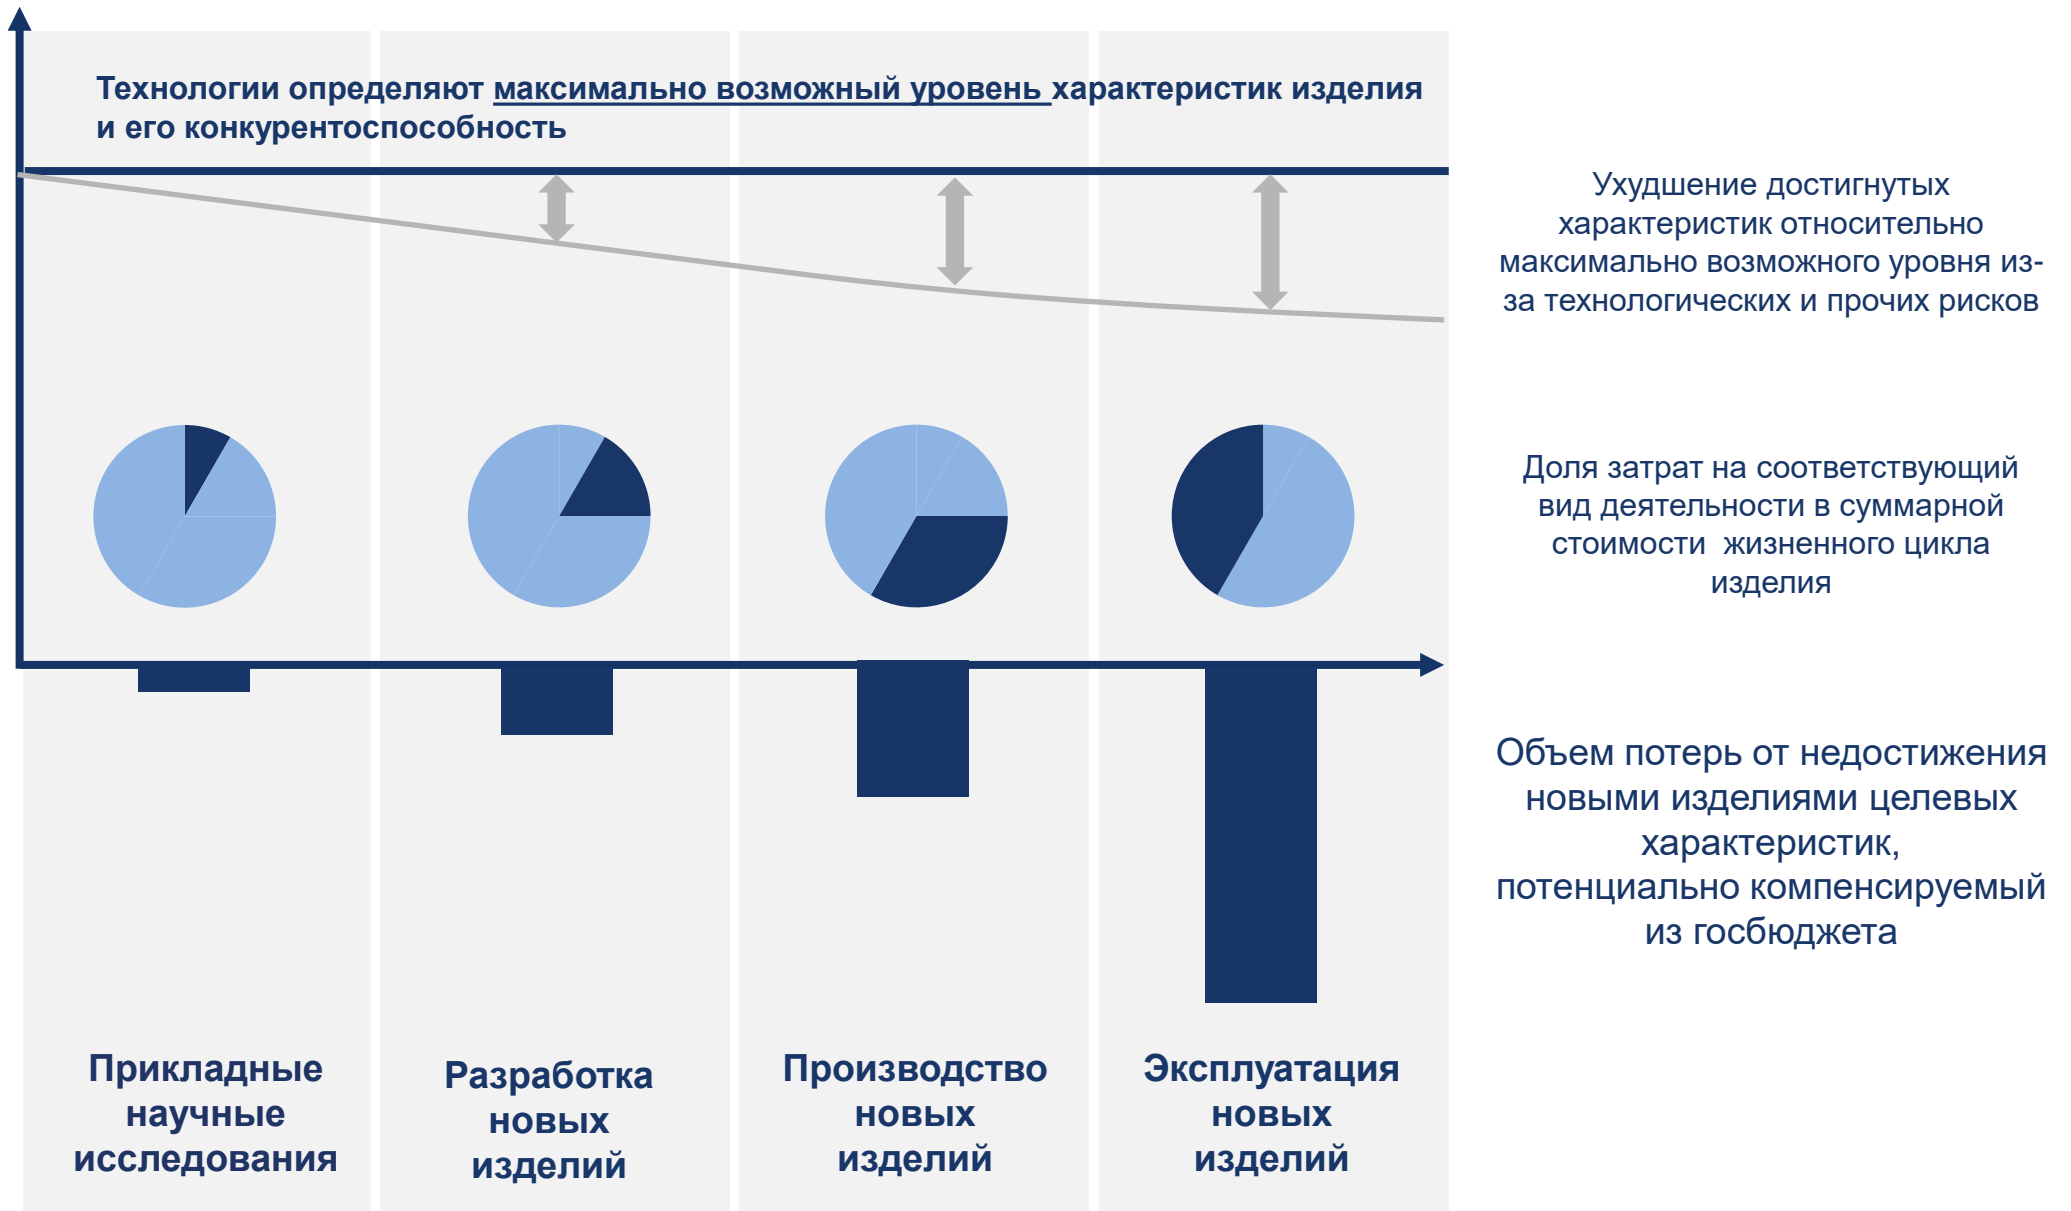 Технологии определяют максимально возможный уровень характеристик изделия
и его конкурентоспособность
Ухудшение достигнутых
характеристик относительно
максимально возможного уровня из-
за технологических и прочих рисков
Доля затрат на соответствующий
вид деятельности в суммарной
стоимости жизненного цикла
изделия
Объем потерь от недостижения
новыми изделиями целевых
характеристик,
потенциально компенсируемый
из госбюджета
Прикладные
научные
исследования
Разработка
новых
изделий
Производство
новых
изделий
Эксплуатация
новых
изделий